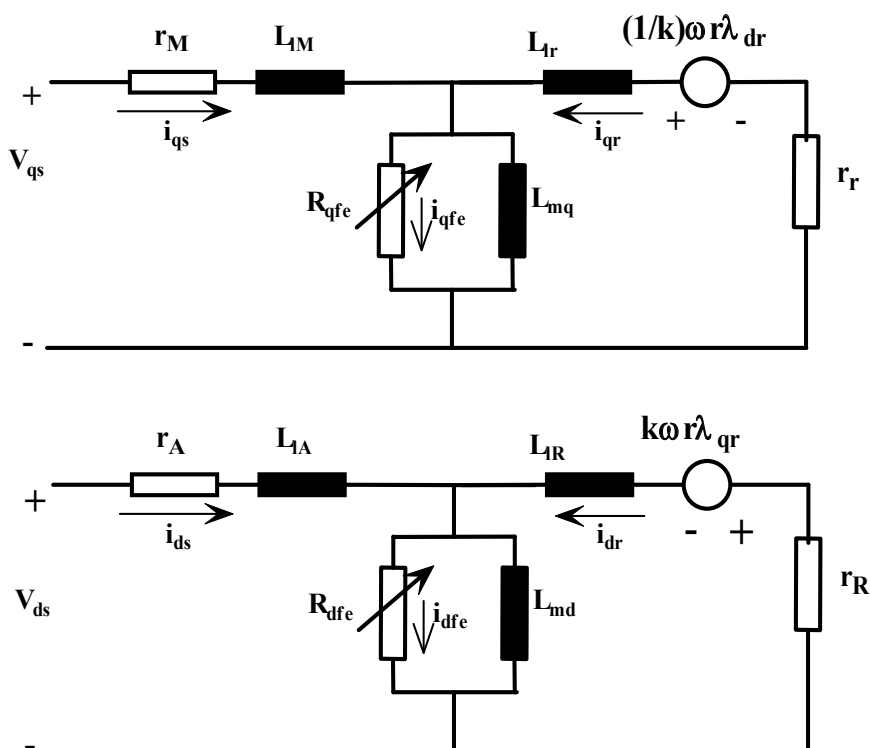 r_M L_lM L_lr (1/k)ωrλ_dr
+
i_qs i_qr + -
V_qs
r_r
R_qfe i_qfe L_mq
-
r_A L_lA L_lR kωrλ_qr
+
i_ds i_dr - +
V_ds
r_R
R_dfe i_dfe L_md
-